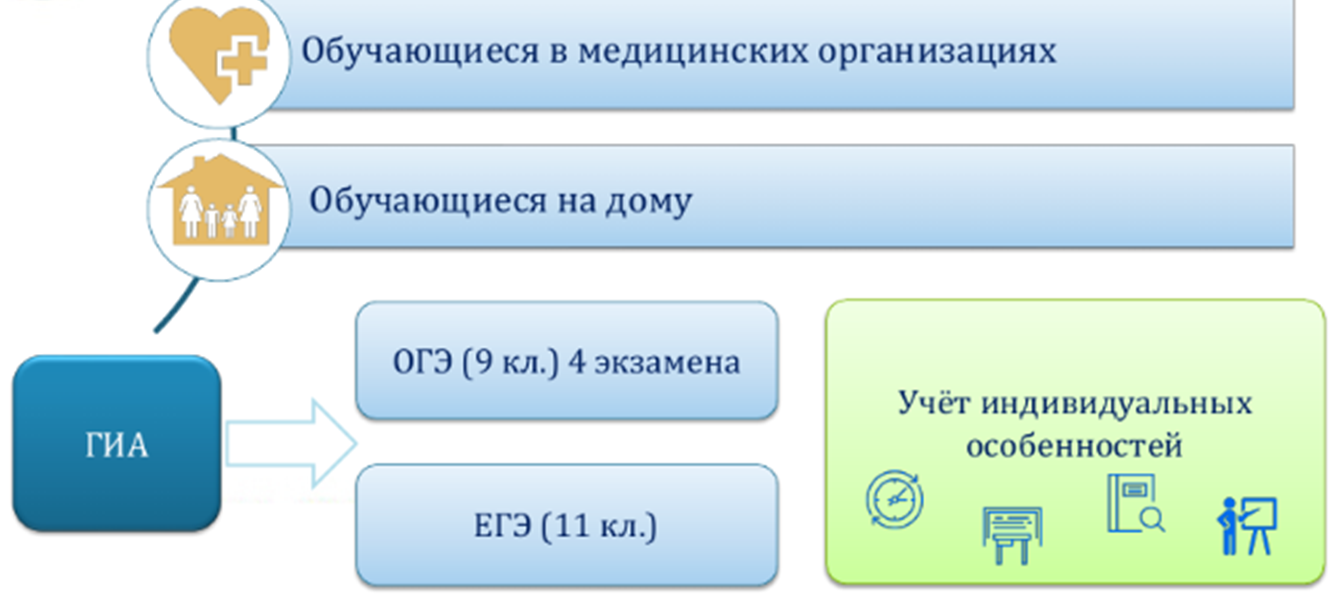 Обучающиеся в медицинских организациях
Обучающиеся на дому
ГИА
ОГЭ (9 кл.) 4 экзамена
ЕГЭ (11 кл.)
Учёт индивидуальных
особенностей